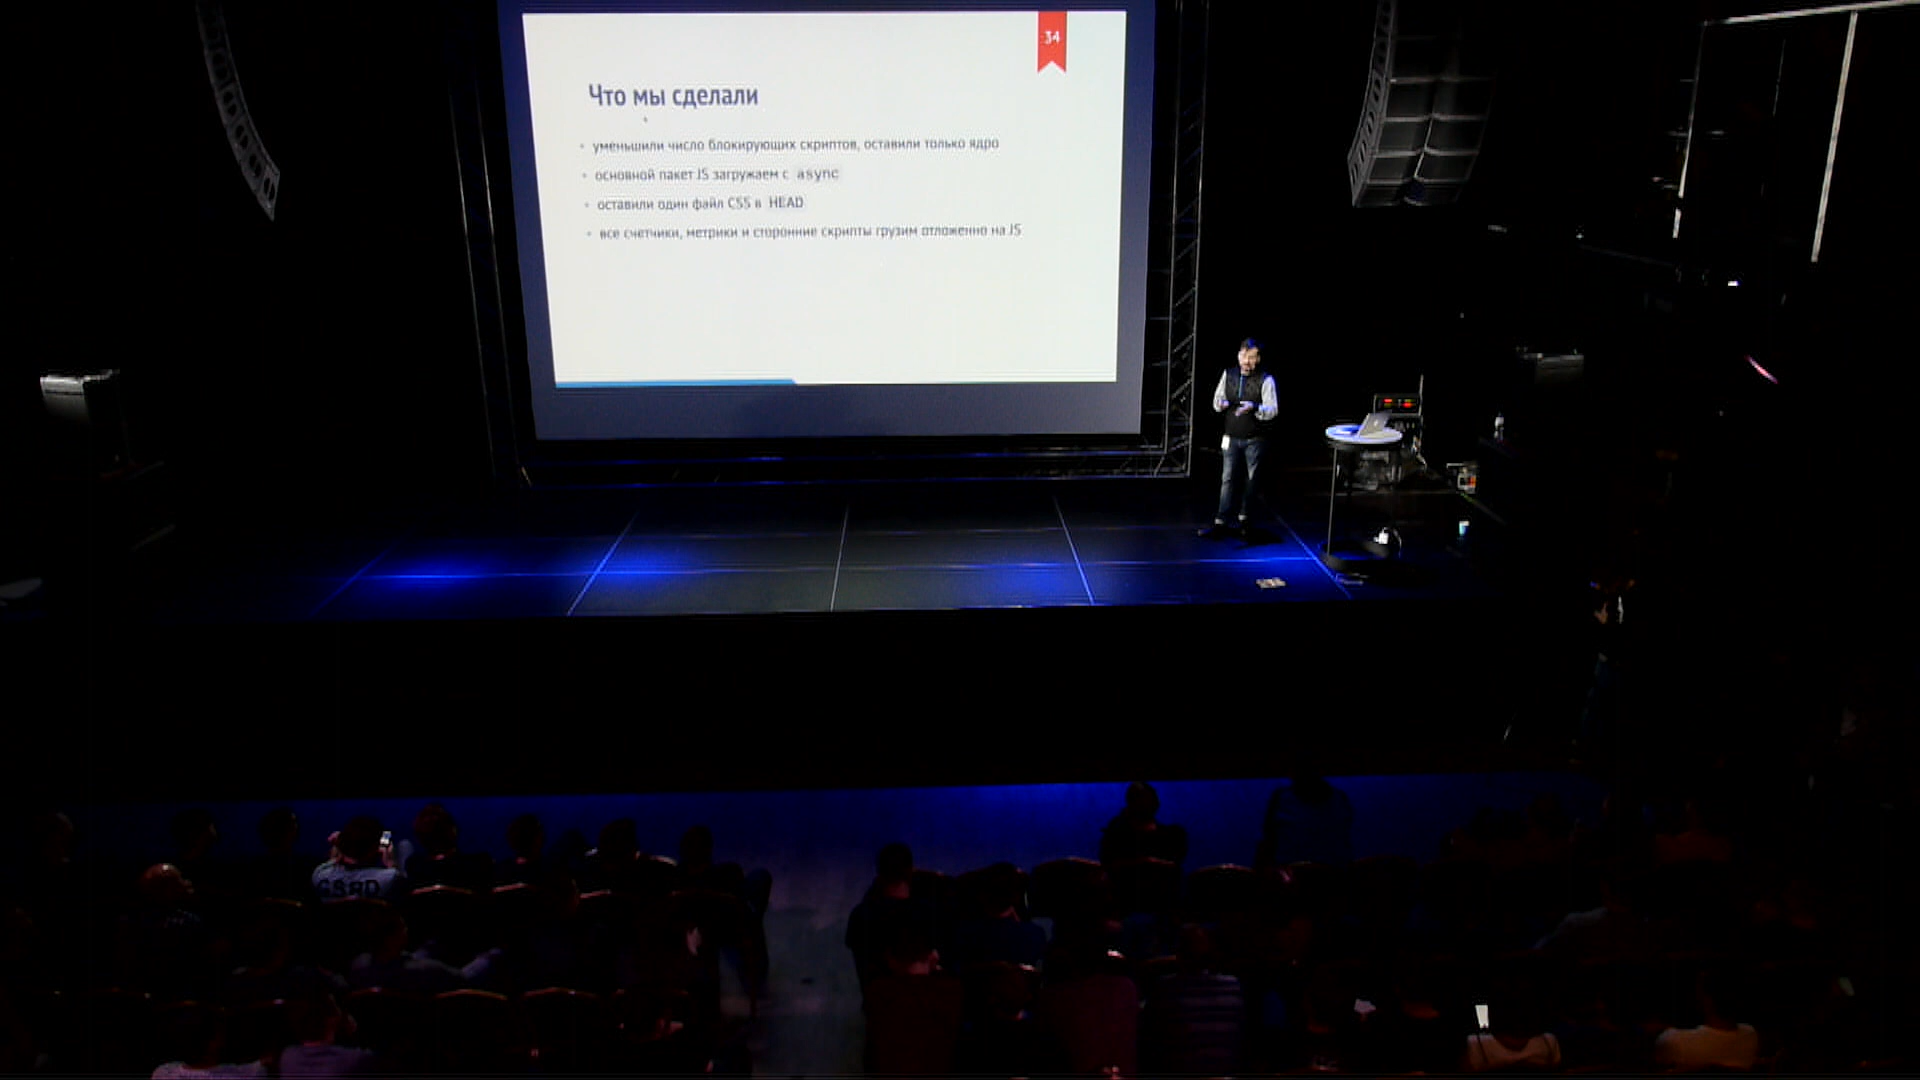 34
Что мы сделали
уменьшили число блокирующих скриптов, оставили только ядро
основной пакет JS загружаем с async
оставили один файл CSS в HEAD
все счетчики, метрики и сторонние скрипты грузим отложенно на JS